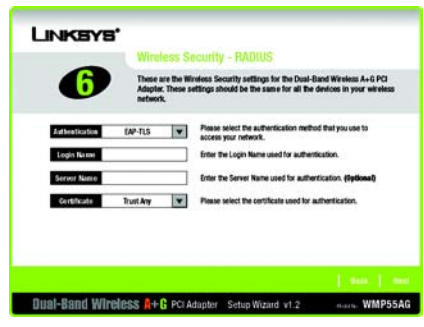 LINKSYS®
Wireless Security - RADIUS
6
These are the Wireless Security settings for the Dual-Band Wireless A+G PCI
Adapter. These settings should be the same for all the devices in your wireless
network.
Authentication EAP-TLS Please select the authentication method that you use to
access your network.
Login Name Enter the Login Name used for authentication.
Server Name Enter the Server Name used for authentication. (Optional)
Certificate Trust Any Please select the certificate used for authentication.
Back | Next
Dual-Band Wireless A+G PCI Adapter Setup Wizard v1.2 Model No. WMP55AG